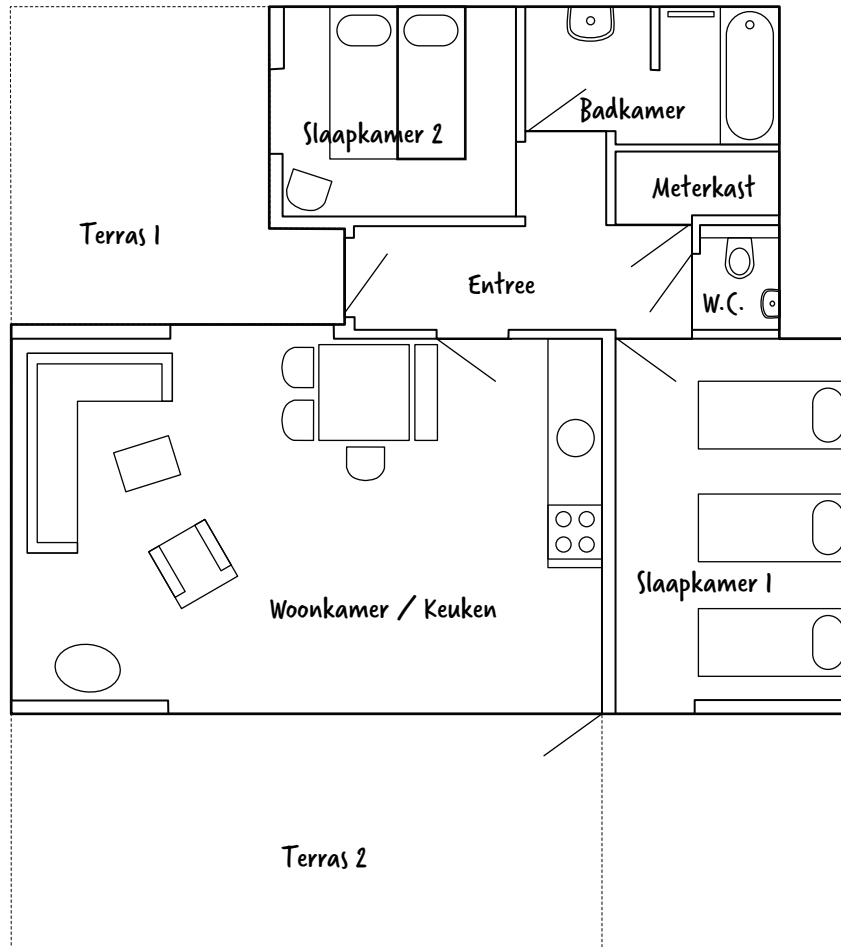 Badkamer
Slaapkamer 2
Meterkast
Terras 1
Entree
W.C.
Slaapkamer 1
Woonkamer / Keuken
Terras 2